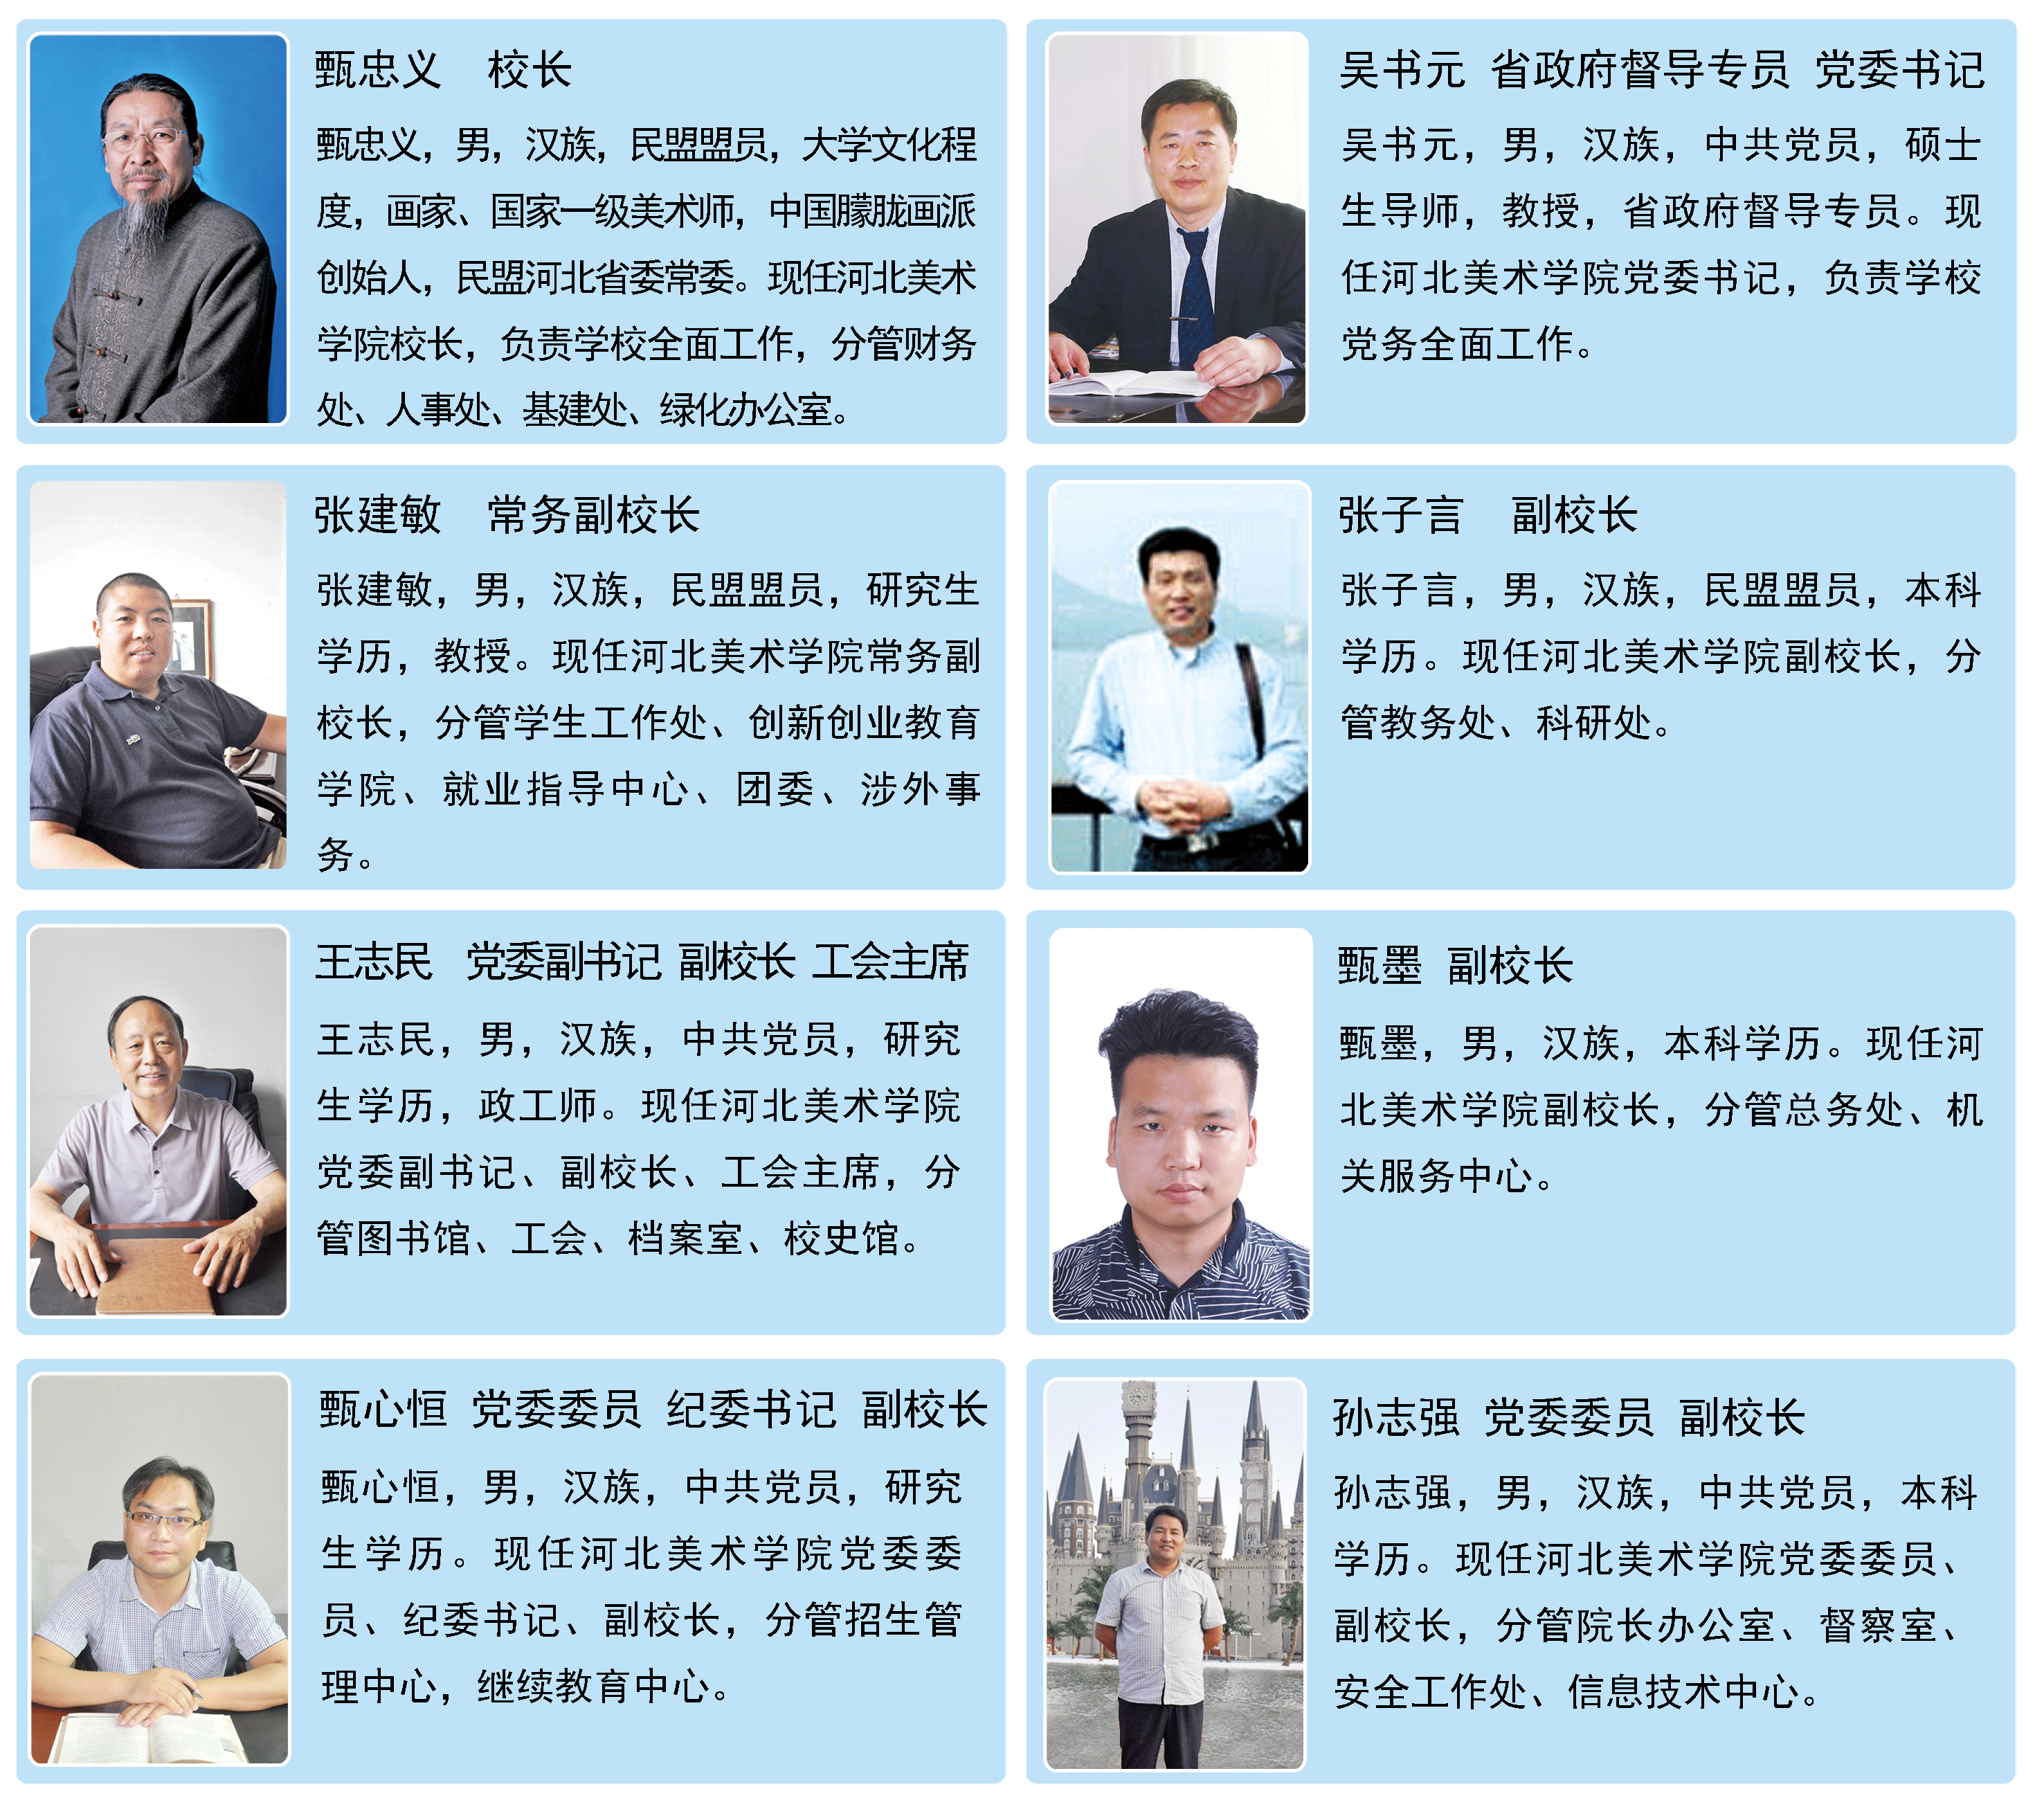 甄忠义　校长
甄忠义，男，汉族，民盟盟员，大学文化程
度，画家、国家一级美术师，中国朦胧画派
创始人，民盟河北省委常委。现任河北美术
学院校长，负责学校全面工作，分管财务
处、人事处、基建处、绿化办公室。
吴书元 省政府督导专员 党委书记
吴书元，男，汉族，中共党员，硕士
生导师，教授，省政府督导专员。现
任河北美术学院党委书记，负责学校
党务全面工作。
张建敏　常务副校长
张建敏，男，汉族，民盟盟员，研究生
学历，教授。现任河北美术学院常务副
校长，分管学生工作处、创新创业教育
学院、就业指导中心、团委、涉外事
务。
张子言　副校长
张子言，男，汉族，民盟盟员，本科
学历。现任河北美术学院副校长，分
管教务处、科研处。
王志民 党委副书记 副校长 工会主席
王志民，男，汉族，中共党员，研究
生学历，政工师。现任河北美术学院
党委副书记、副校长、工会主席，分
管图书馆、工会、档案室、校史馆。
甄墨 副校长
甄墨，男，汉族，本科学历。现任河
北美术学院副校长，分管总务处、机
关服务中心。
甄心恒 党委委员 纪委书记 副校长
甄心恒，男，汉族，中共党员，研究
生学历。现任河北美术学院党委委
员、纪委书记、副校长，分管招生管
理中心，继续教育中心。
孙志强 党委委员 副校长
孙志强，男，汉族，中共党员，本科
学历。现任河北美术学院党委委员、
副校长，分管院长办公室、督察室、
安全工作处、信息技术中心。